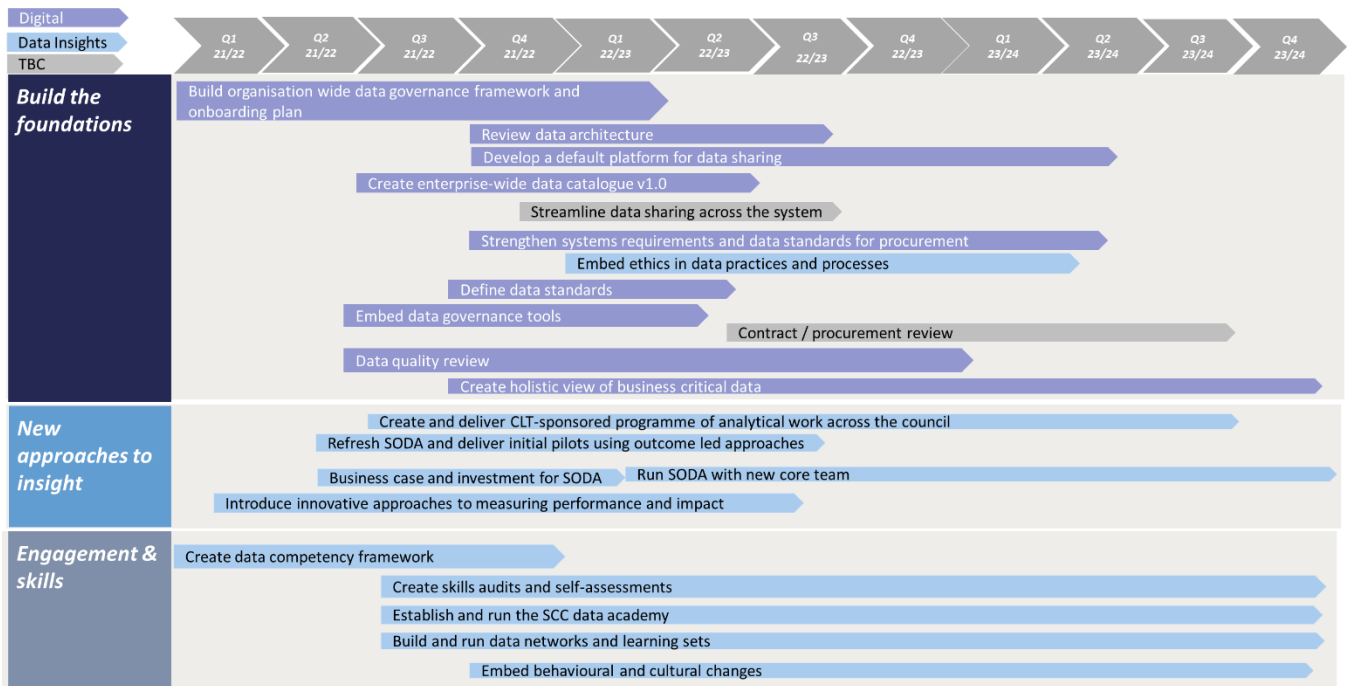 Digital
Data Insights
TBC
Q1
21/22
Q2
21/22
Q3
21/22
Q4
21/22
Q1
22/23
Q2
22/23
Q3
22/23
Q4
22/23
Q1
23/24
Q2
23/24
Q3
23/24
Q4
23/24
Build the
foundations
Build organisation wide data governance framework and
onboarding plan
Review data architecture
Develop a default platform for data sharing
Create enterprise-wide data catalogue v1.0
Streamline data sharing across the system
Strengthen systems requirements and data standards for procurement
Embed ethics in data practices and processes
Define data standards
Embed data governance tools
Contract / procurement review
Data quality review
Create holistic view of business critical data
New
approaches to
insight
Create and deliver CLT-sponsored programme of analytical work across the council
Refresh SODA and deliver initial pilots using outcome led approaches
Business case and investment for SODA
Run SODA with new core team
Introduce innovative approaches to measuring performance and impact
Engagement &
skills
Create data competency framework
Create skills audits and self-assessments
Establish and run the SCC data academy
Build and run data networks and learning sets
Embed behavioural and cultural changes